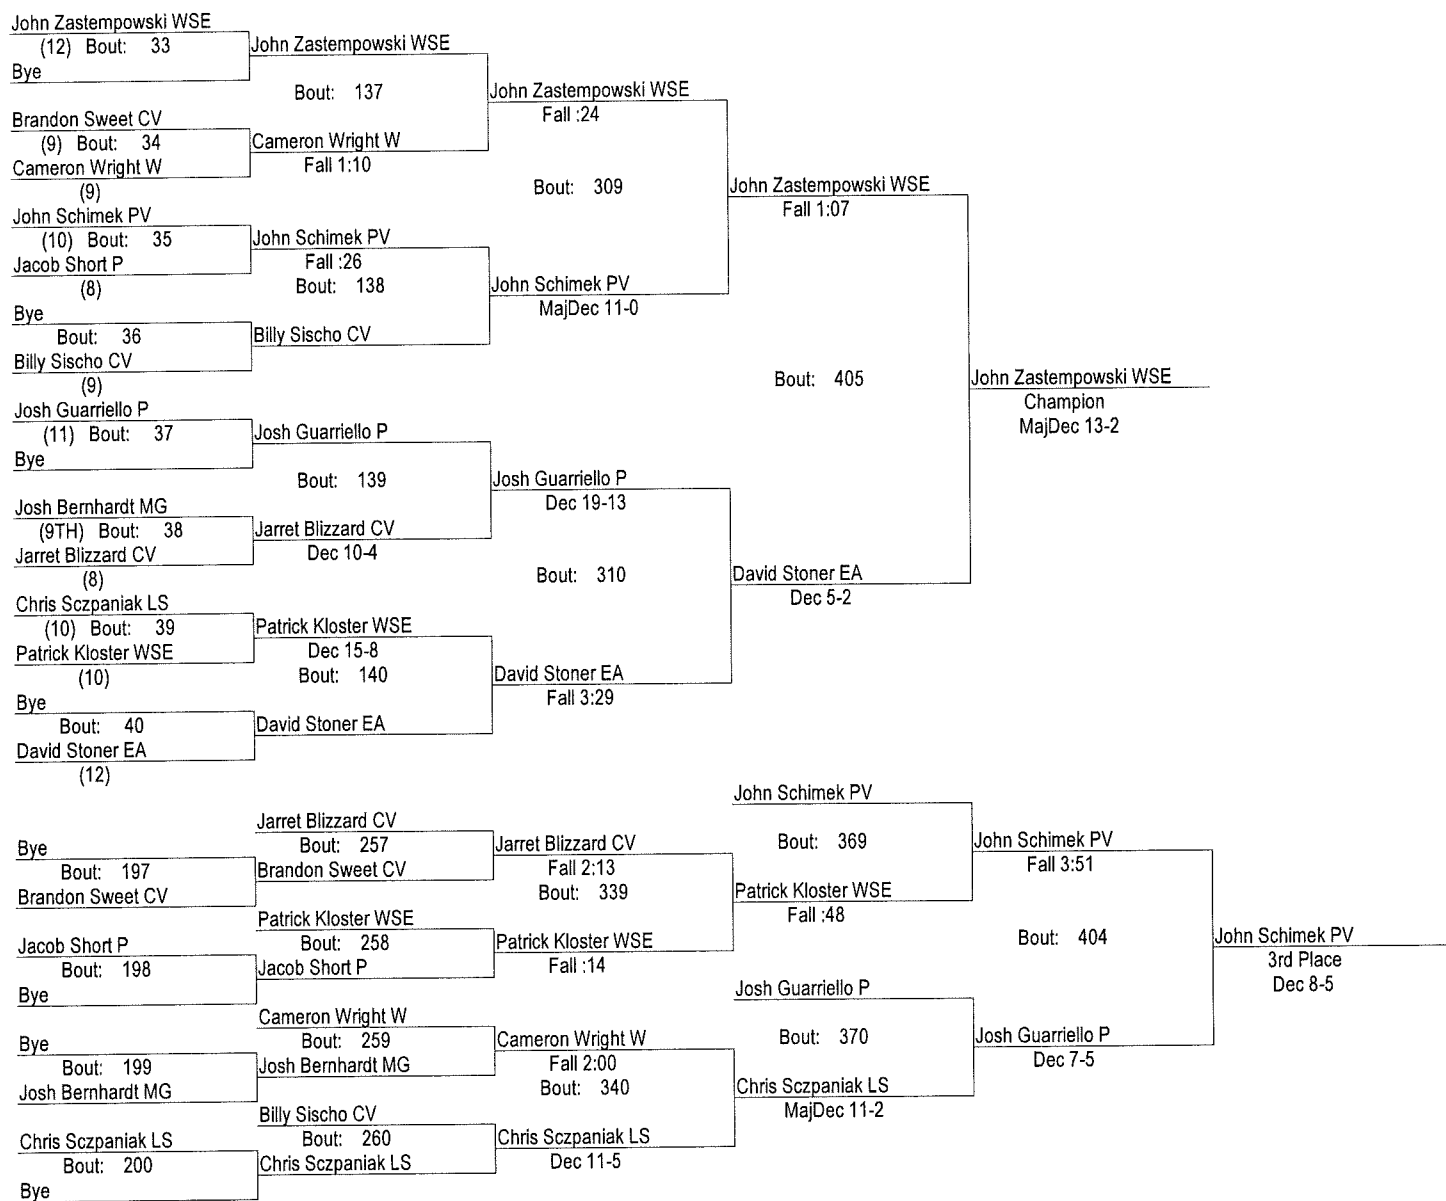 John Zastempowski WSE
(12) Bout: 33
Bye
John Zastempowski WSE
Bout: 137
Brandon Sweet CV
(9) Bout: 34
Cameron Wright W
(9)
Cameron Wright W
Fall 1:10
John Zastempowski WSE
Fall :24
Bout: 309
John Schimek PV
(10) Bout: 35
Jacob Short P
(8)
John Schimek PV
Fall :26
Bout: 138
Bye
Bout: 36
Billy Sischo CV
(9)
Billy Sischo CV
John Schimek PV
MajDec 11-0
John Zastempowski WSE
Fall 1:07
Bout: 405
Josh Guarriello P
(11) Bout: 37
Bye
Josh Guarriello P
Bout: 139
Josh Bernhardt MG
(9TH) Bout: 38
Jarret Blizzard CV
(8)
Jarret Blizzard CV
Dec 10-4
Josh Guarriello P
Dec 19-13
Bout: 310
Chris Sczpaniak LS
(10) Bout: 39
Patrick Kloster WSE
(10)
Patrick Kloster WSE
Dec 15-8
Bout: 140
Bye
Bout: 40
David Stoner EA
(12)
David Stoner EA
David Stoner EA
Fall 3:29
David Stoner EA
Dec 5-2
John Zastempowski WSE
Champion
MajDec 13-2
Bye
Bout: 197
Brandon Sweet CV
Jarret Blizzard CV
Bout: 257
Brandon Sweet CV
Jarret Blizzard CV
Fall 2:13
Bout: 339
Jacob Short P
Bout: 198
Bye
Patrick Kloster WSE
Bout: 258
Jacob Short P
Patrick Kloster WSE
Fall :14
John Schimek PV
Bout: 369
Patrick Kloster WSE
Fall :48
John Schimek PV
Fall 3:51
Bout: 404
Bye
Bout: 199
Josh Bernhardt MG
Cameron Wright W
Bout: 259
Josh Bernhardt MG
Cameron Wright W
Fall 2:00
Bout: 340
Chris Sczpaniak LS
Bout: 200
Bye
Billy Sischo CV
Bout: 260
Chris Sczpaniak LS
Chris Sczpaniak LS
Dec 11-5
Josh Guarriello P
Bout: 370
Chris Sczpaniak LS
MajDec 11-2
Josh Guarriello P
Dec 7-5
John Schimek PV
3rd Place
Dec 8-5